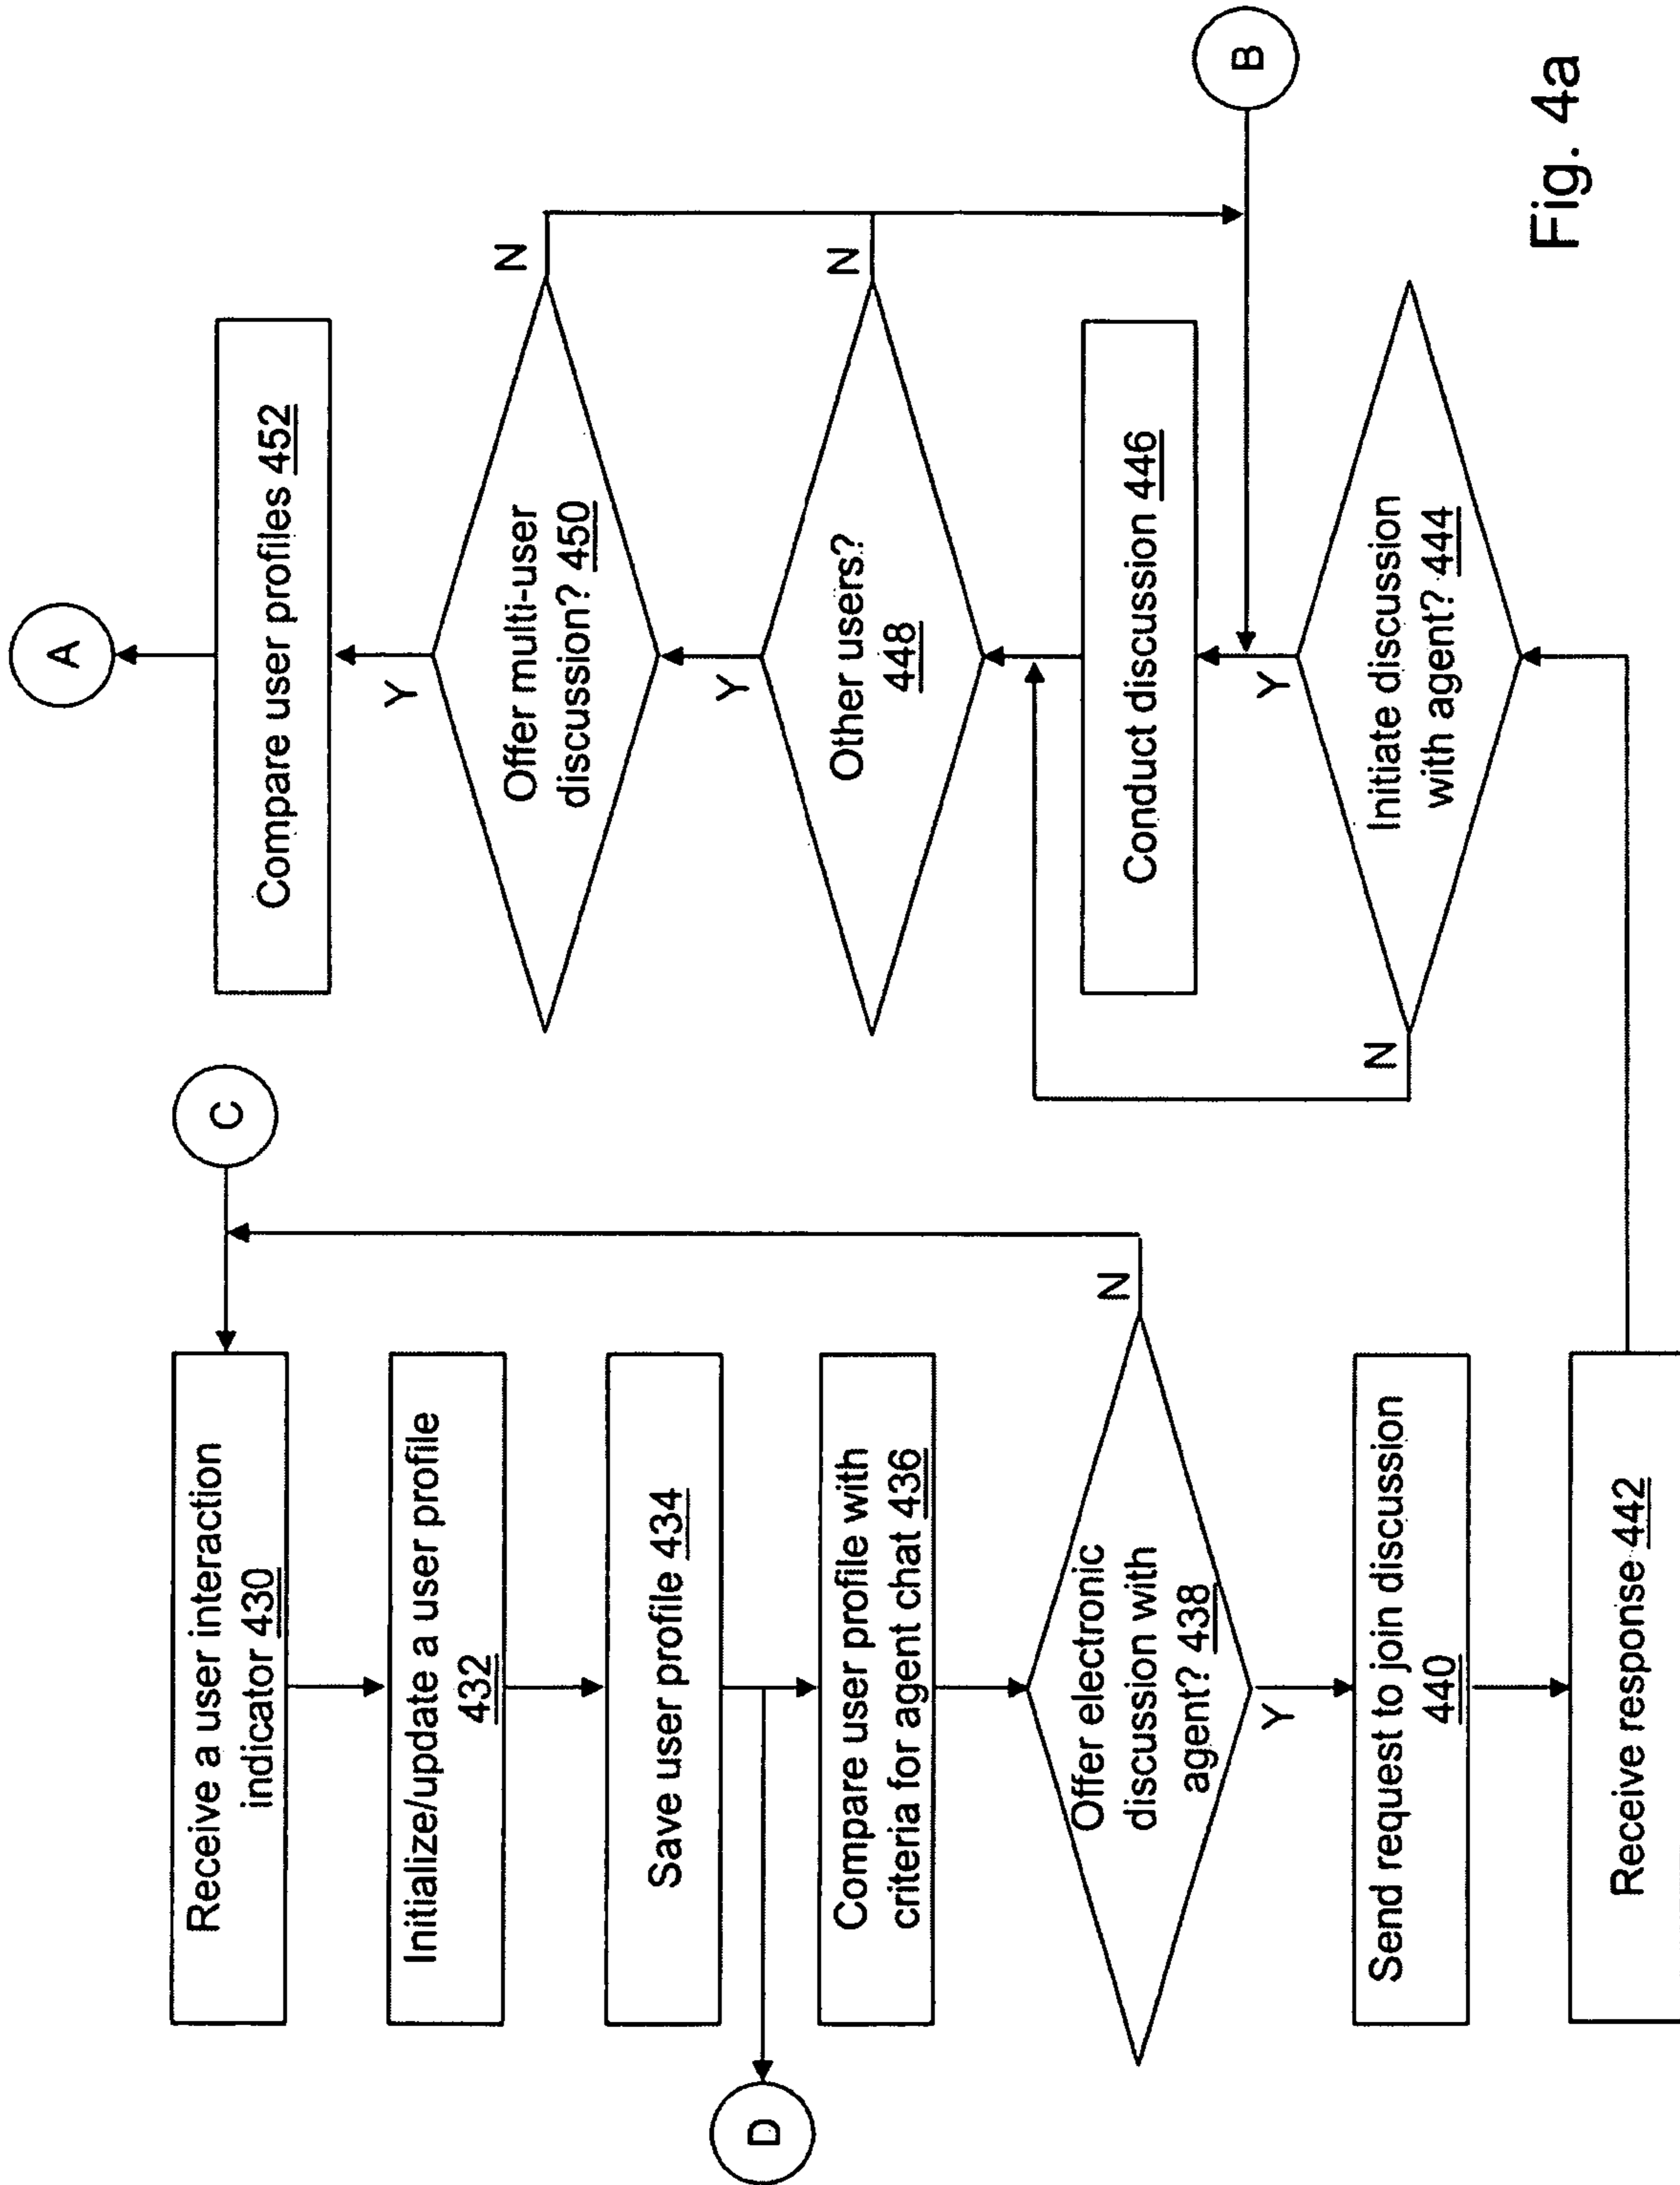 C
Receive a user interaction
indicator 430
Initialize/update a user profile
432
Save user profile 434
D
Compare user profile with
criteria for agent chat 436
Offer electronic
discussion with
agent? 438
N
Y
Send request to join discussion
440
Receive response 442
A
Compare user profiles 452
Y
Offer multi-user
discussion? 450
N
Y
Other users?
448
N
Conduct discussion 446
B
Y
Initiate discussion
with agent? 444
N
Fig. 4a